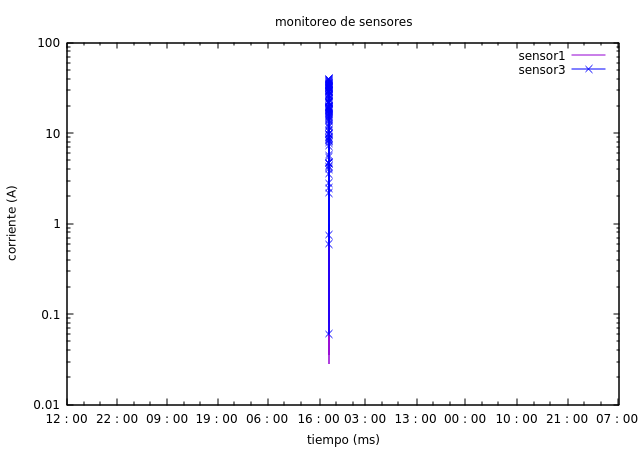 monitoreo de sensores
sensor1
sensor3
100
10
1
0.1
0.01
corriente (A)
12 : 00 22 : 00 09 : 00 19 : 00 06 : 00 16 : 00 03 : 00 13 : 00 00 : 00 10 : 00 21 : 00 07 : 00
tiempo (ms)